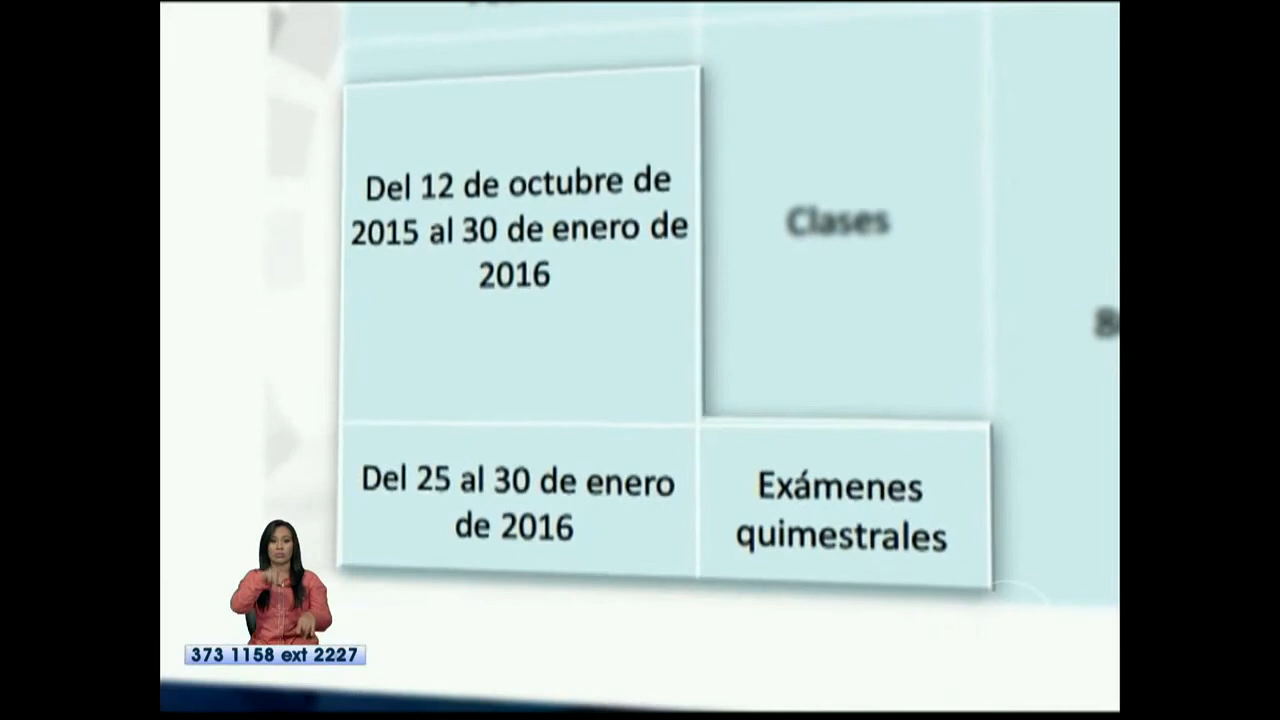 Del 12 de octubre de
2015 al 30 de enero de
2016
Clases
Del 25 al 30 de enero
de 2016
Exámenes
quimestrales
373 1158 ext 2227